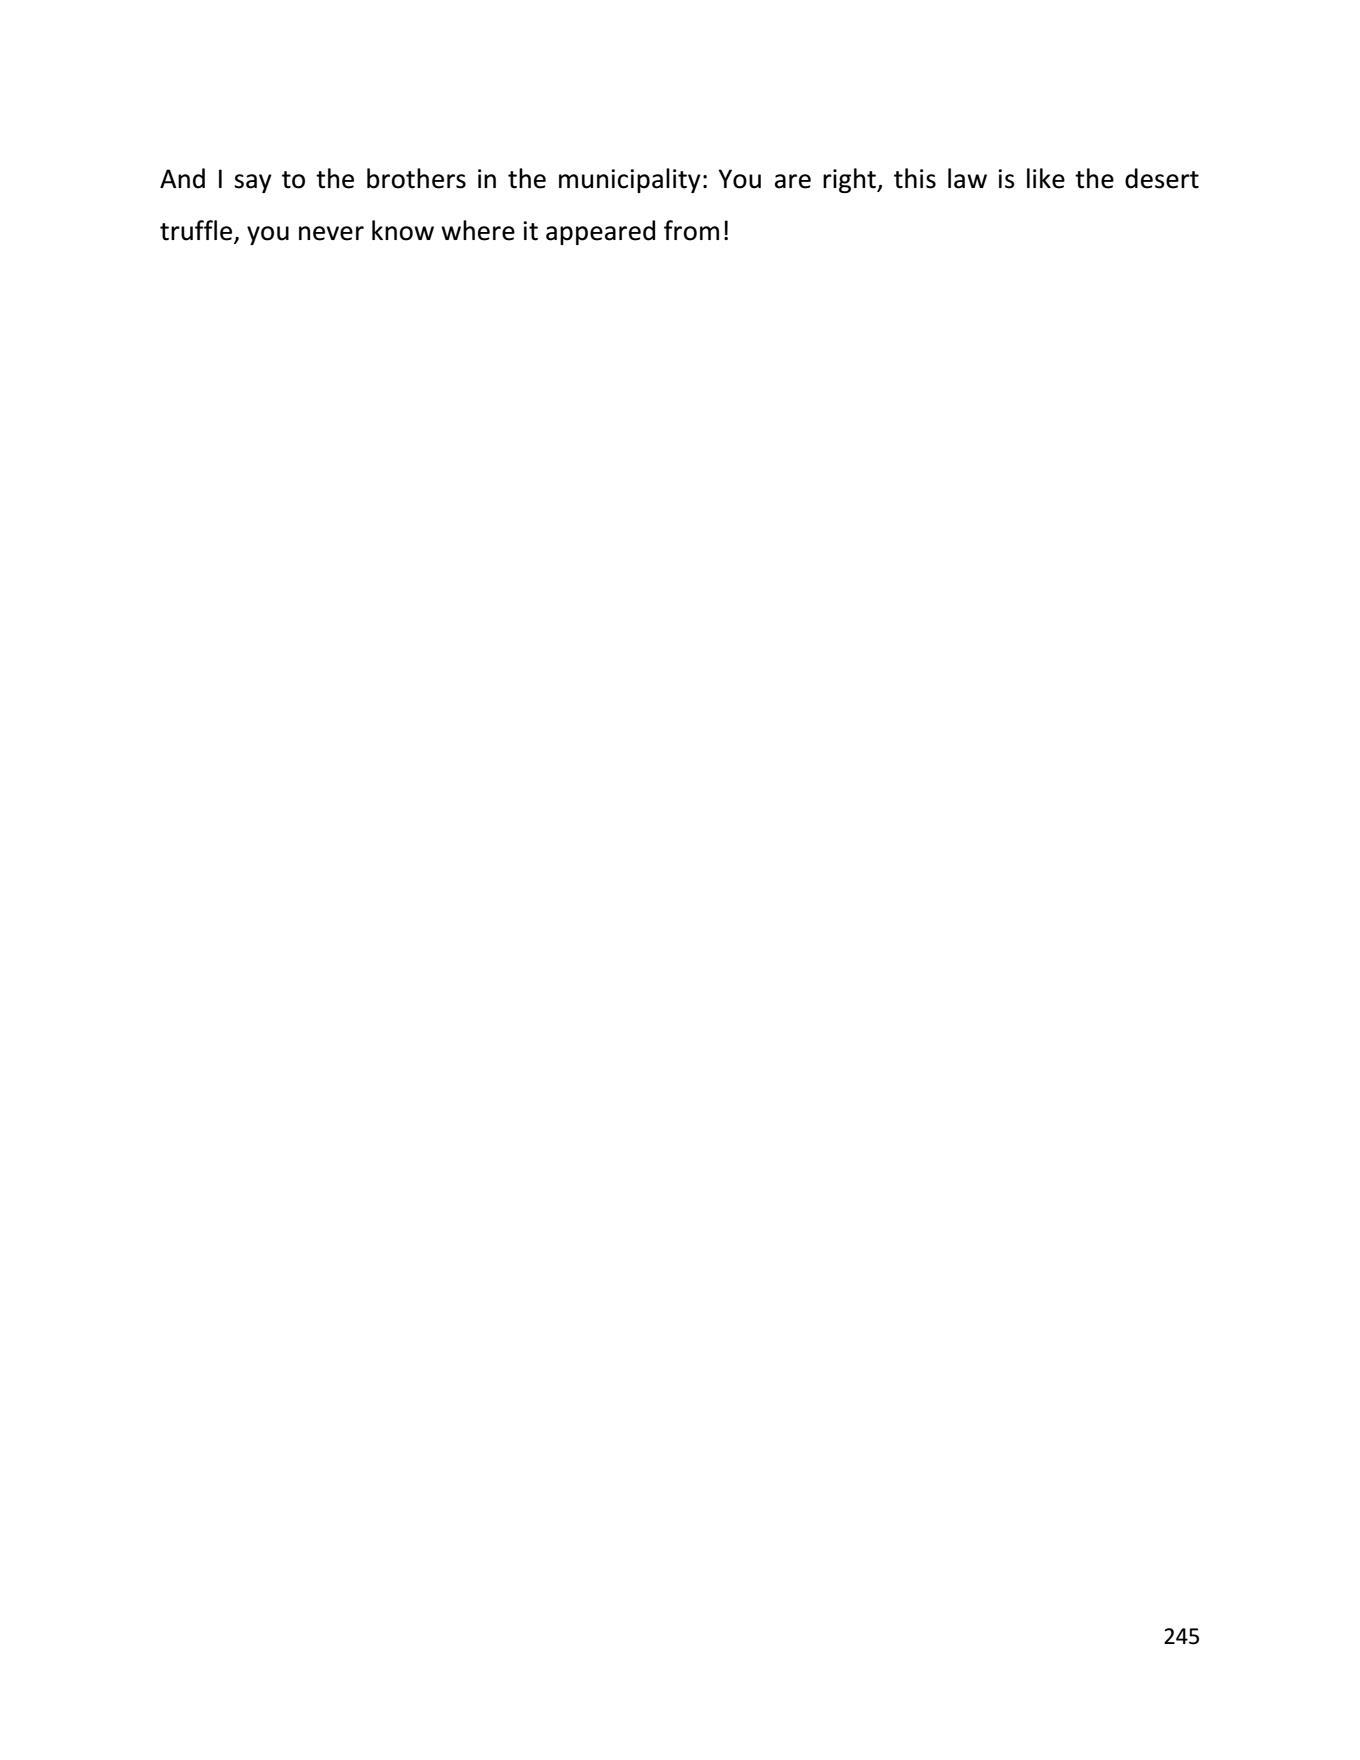 And I say to the brothers in the municipality: You are right, this law is like the desert
truffle, you never know where it appeared from!
245